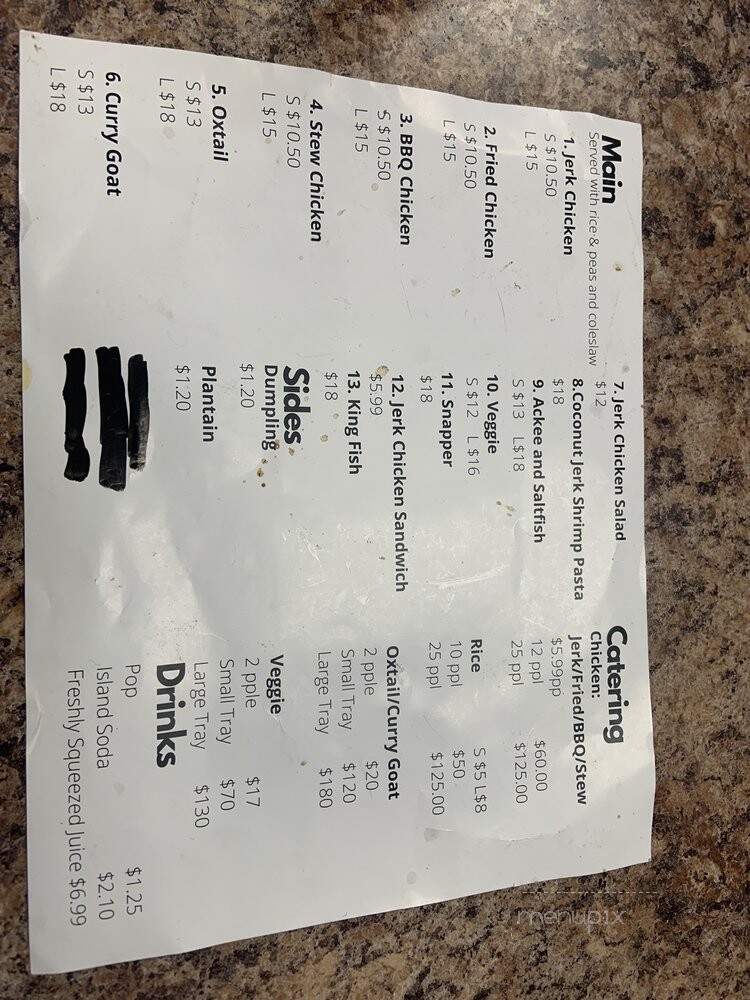 Main
Served with rice & peas and coleslaw
1. Jerk Chicken
S $10.50
L $15
2. Fried Chicken
S $10.50
L $15
3. BBQ Chicken
S $10.50
L $15
4. Stew Chicken
S $10.50
L $15
5. Oxtail
S $13
L $18
6. Curry Goat
S $13
L $18
7. Jerk Chicken Salad
$12
8.Coconut Jerk Shrimp Pasta
$18
9. Ackee and Saltfish
S $13 L$18
10. Veggie
S $12 L $16
11. Snapper
$18
12. Jerk Chicken Sandwich
$5.99
13. King Fish
$18
Sides
Dumpling
$1.20
Plantain
$1.20
Catering
Chicken:
Jerk/Fried/BBQ/Stew
$5.99pp
12 ppl $60.00
25 ppl $125.00
Rice S $5 L$8
10 ppl $50
25 ppl $125.00
Oxtail/Curry Goat
2 pple $20
Small Tray $120
Large Tray $180
Veggie
2 pple $17
Small Tray $70
Large Tray $130
Drinks
Pop $1.25
Island Soda $2.10
Freshly Squeezed Juice $6.99
menupix